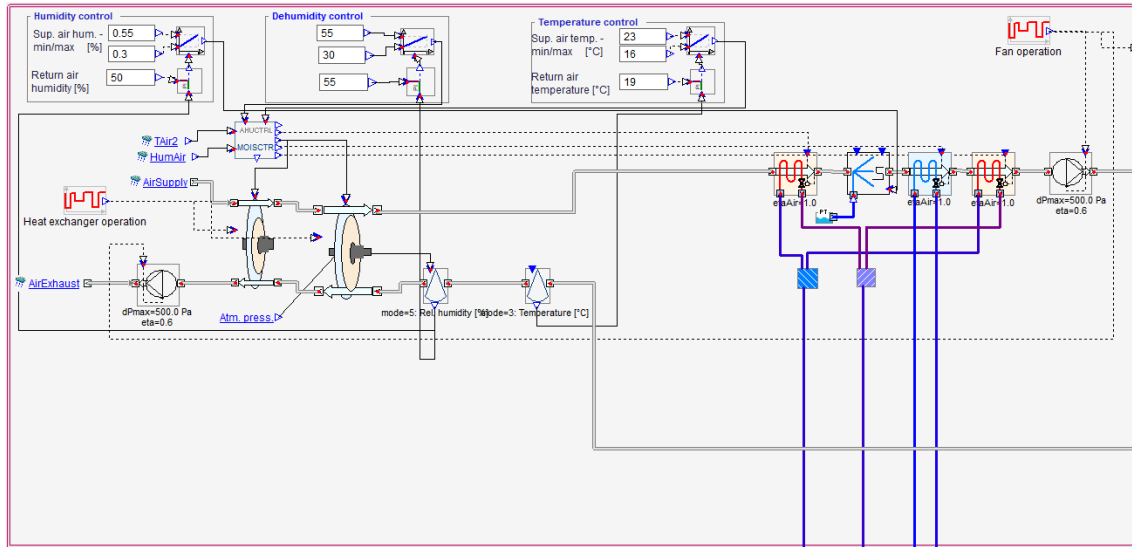 Humidity control
Sup. air hum. -
min/max [%]
0.55
0.3
Return air
humidity [%]
50
Dehumidity control
55
30
55
Temperature control
Sup. air temp. -
min/max [°C]
23
16
Return air
temperature [°C]
19
Fan operation
TAir2
HumAir
AHUCTRL
MOISCTR
AirSupply
Heat exchanger operation
etaAir=1.0
etaAir=1.0
etaAir=1.0
PT
dPmax=500.0 Pa
eta=0.6
AirExhaust
dPmax=500.0 Pa
eta=0.6
Atm. press.
mode=5: Rel. humidity [%]
mode=3: Temperature [°C]